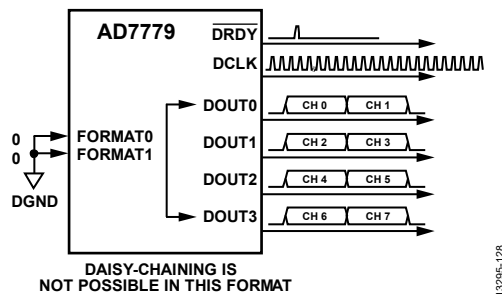 AD7779
DRDY
DCLK
DOUT0
CH 0 CH 1
0 FORMAT0
0 FORMAT1
DOUT1
CH 2 CH 3
DGND
DOUT2
CH 4 CH 5
DOUT3
CH 6 CH 7
DAISY-CHAINING IS
NOT POSSIBLE IN THIS FORMAT
13295-128